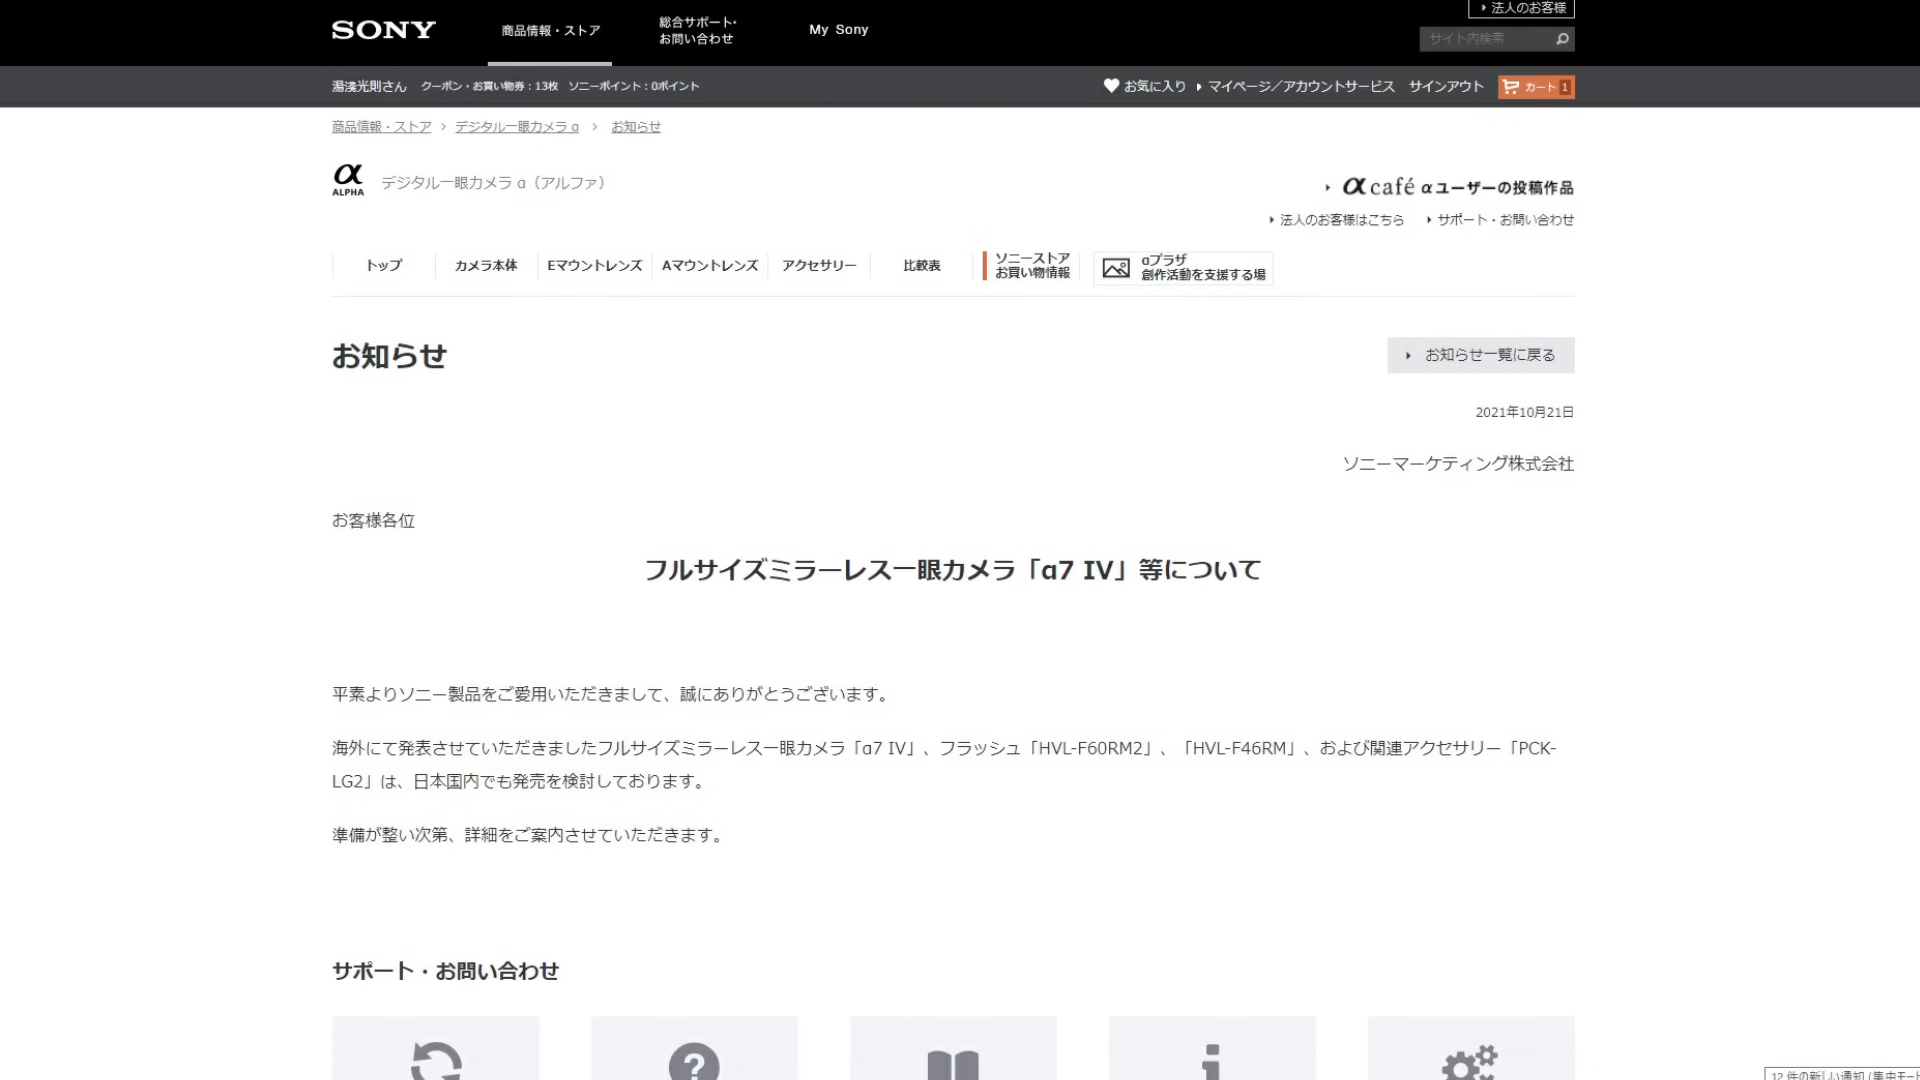 法人のお客様
SONY
商品情報・ストア
総合サポート・
お問い合わせ
My Sony
サイト内検索
湯淺光則さん クーポン・お買い物券：13枚 ソニーポイント：0ポイント
お気に入り マイページ／アカウントサービス サインアウト カート 1
商品情報・ストア > デジタル一眼カメラ α > お知らせ
α
ALPHA
デジタル一眼カメラ α（アルファ）
αcafé αユーザーの投稿作品
法人のお客様はこちら サポート・お問い合わせ
トップ カメラ本体 Eマウントレンズ Aマウントレンズ アクセサリー 比較表
ソニーストア
お買い物情報
αプラザ
創作活動を支援する場
お知らせ
お知らせ一覧に戻る
2021年10月21日
ソニーマーケティング株式会社
お客様各位
フルサイズミラーレス一眼カメラ「α7 IV」等について
平素よりソニー製品をご愛用いただきまして、誠にありがとうございます。
海外にて発表させていただきましたフルサイズミラーレス一眼カメラ「α7 IV」、フラッシュ「HVL-F60RM2」、「HVL-F46RM」、および関連アクセサリー「PCK-
LG2」は、日本国内でも発売を検討しております。
準備が整い次第、詳細をご案内させていただきます。
サポート・お問い合わせ
12 件の新しい通知 (集中モード